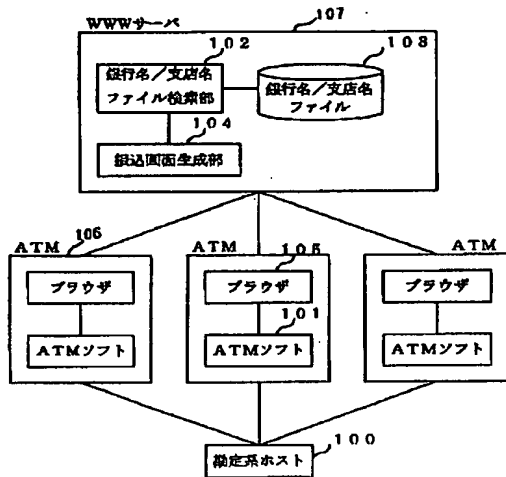 WWWサーバ
107
102
103
銀行名／支店名
ファイル検索部
銀行名／支店名
ファイル
104
振込画面生成部
ATM
106
ATM
105
ATM
ブラウザ
ブラウザ
ブラウザ
101
ATMソフト
ATMソフト
ATMソフト
100
勘定系ホスト